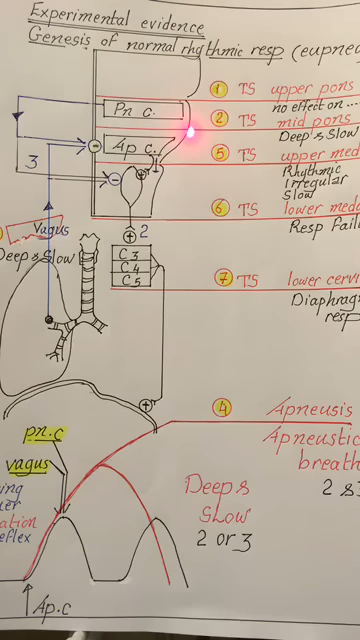 Experimental evidence
Genesis of normal rhythmic resp (eupnea
1 TS upper pons
no effect on...
Pn c.
2 TS mid pons
Deep & Slow
Ap c.
5 TS upper med
Rhythmic
Irregular
Slow
3
6 TS lower medu
Resp Failu
Vagus
Deep & Slow
2
C3
C4
C5
7 TS lower cervi
Diaphrag
resp
4 Apneusis
Apneustic
breath
2 &3
pn.c
vagus
ing
er
ation
eflex
Deep &
Slow
2 or 3
Ap.c